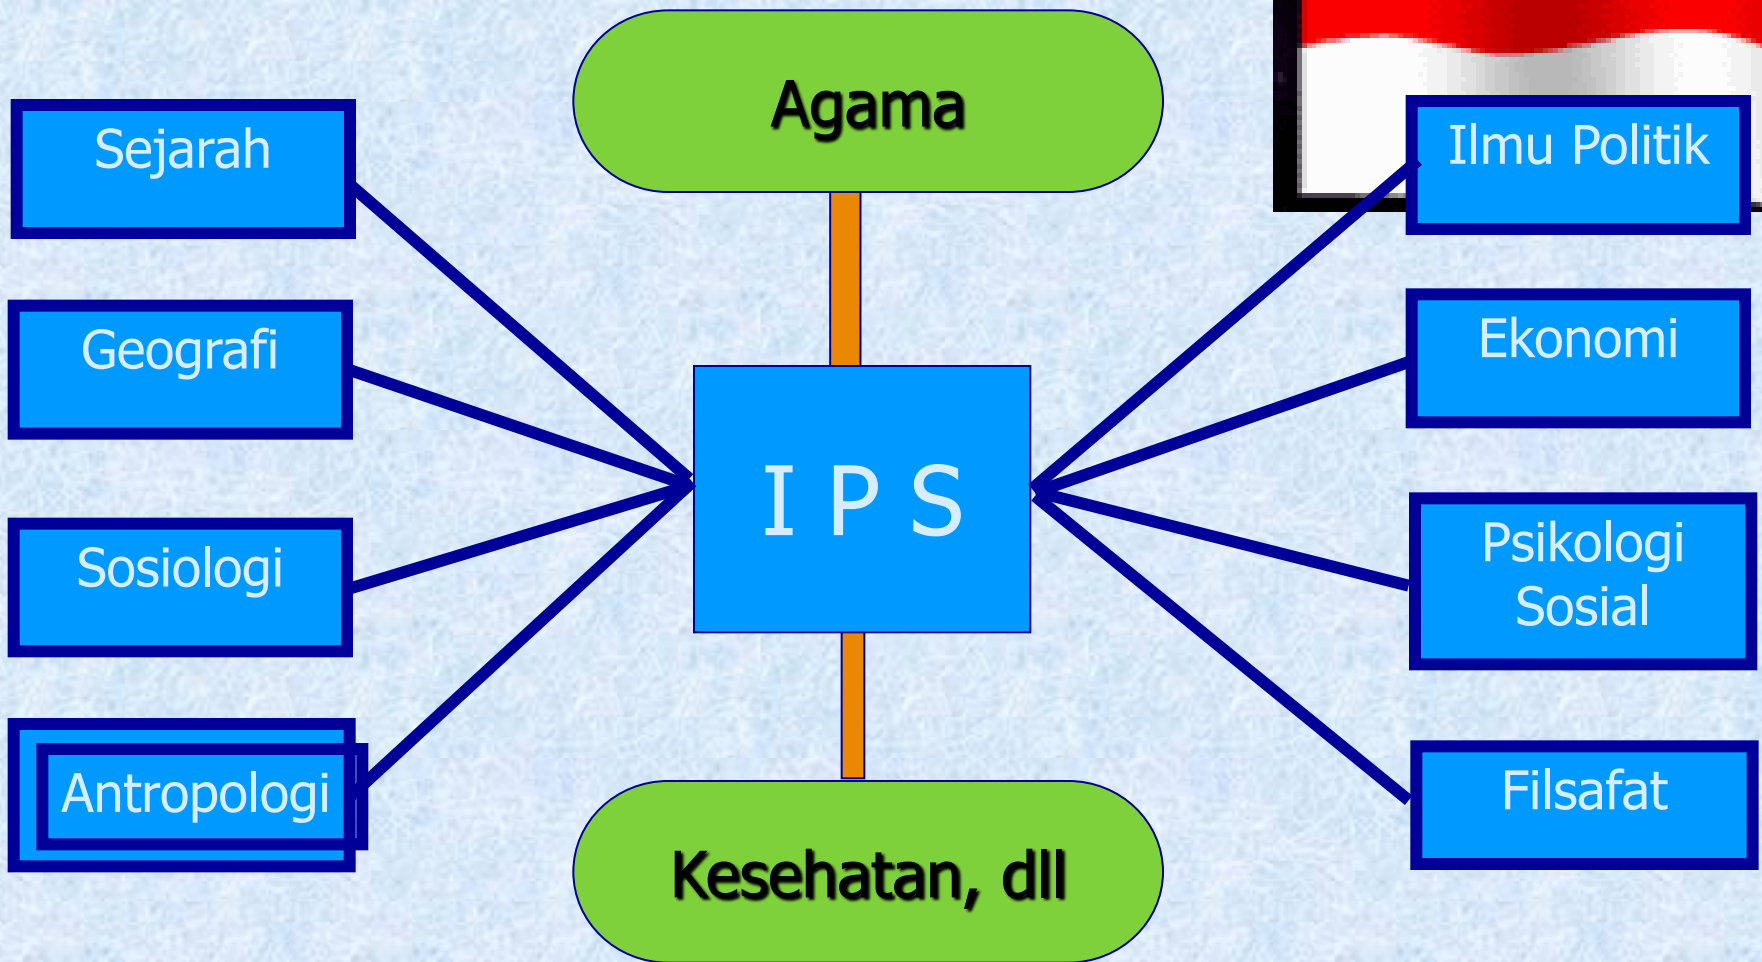 Agama
Sejarah
Ilmu Politik
Geografi
Ekonomi
I P S
Sosiologi
Psikologi
Sosial
Antropologi
Filsafat
Kesehatan, dll